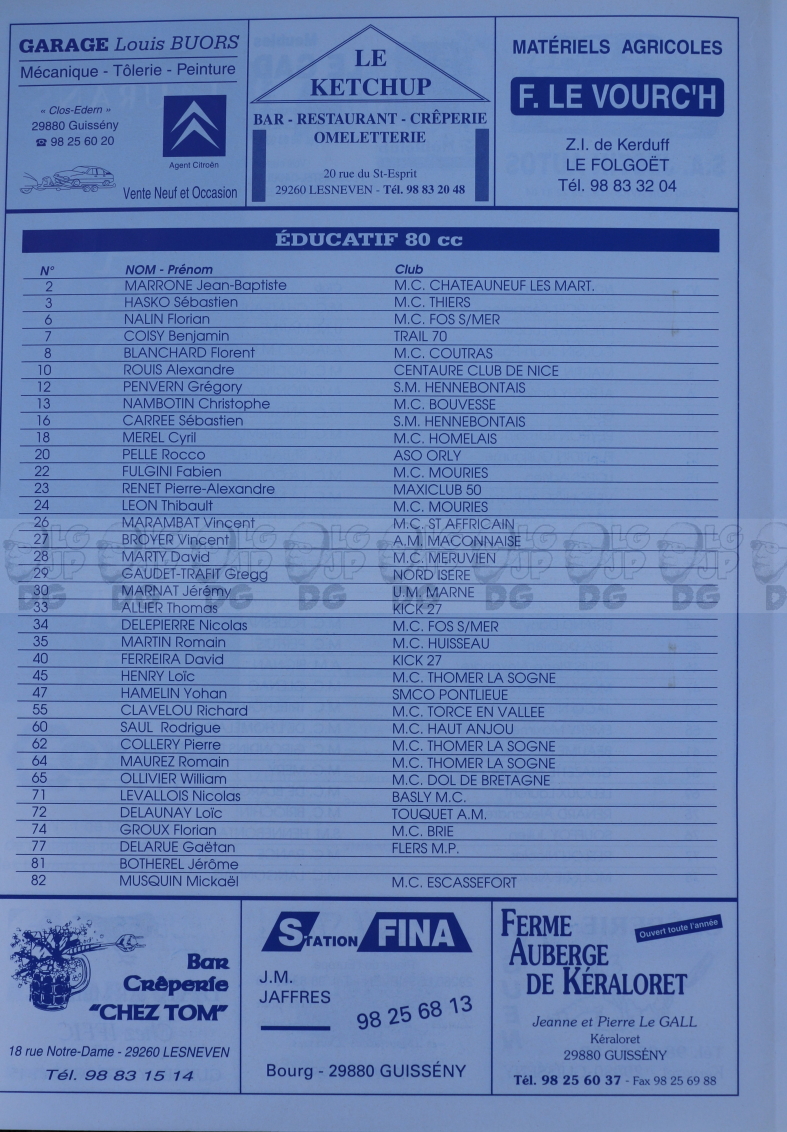 GARAGE Louis BUORS
Mécanique - Tôlerie - Peinture
« Clos-Edern »
29880 Guissény
☎ 98 25 60 20
Agent Citroën
Vente Neuf et Occasion
LE
KETCHUP
BAR - RESTAURANT - CRÊPERIE
OMELETTERIE
20 rue du St-Esprit
29260 LESNEVEN - Tél. 98 83 20 48
MATÉRIELS AGRICOLES
F. LE VOURC'H
Z.I. de Kerduff
LE FOLGOËT
Tél. 98 83 32 04
ÉDUCATIF 80 cc
N° NOM - Prénom Club
2 MARRONE Jean-Baptiste M.C. CHATEAUNEUF LES MART.
3 HASKO Sébastien M.C. THIERS
6 NALIN Florian M.C. FOS S/MER
7 COISY Benjamin TRAIL 70
8 BLANCHARD Florent M.C. COUTRAS
10 ROUIS Alexandre CENTAURE CLUB DE NICE
12 PENVERN Grégory S.M. HENNEBONTAIS
13 NAMBOTIN Christophe M.C. BOUVESSE
16 CARREE Sébastien S.M. HENNEBONTAIS
18 MEREL Cyril M.C. HOMELAIS
20 PELLE Rocco ASO ORLY
22 FULGINI Fabien M.C. MOURIES
23 RENET Pierre-Alexandre MAXICLUB 50
24 LEON Thibault M.C. MOURIES
26 MARAMBAT Vincent M.C. ST AFFRICAIN
27 BROYER Vincent A.M. MACONNAISE
28 MARTY David M.C. MERUVIEN
29 GAUDET-TRAFIT Gregg NORD ISERE
30 MARNAT Jérémy U.M. MARNE
33 ALLIER Thomas KICK 27
34 DELEPIERRE Nicolas M.C. FOS S/MER
35 MARTIN Romain M.C. HUISSEAU
40 FERREIRA David KICK 27
45 HENRY Loïc M.C. THOMER LA SOGNE
47 HAMELIN Yohan SMCO PONTLIEUE
55 CLAVELOU Richard M.C. TORCE EN VALLEE
60 SAUL Rodrigue M.C. HAUT ANJOU
62 COLLERY Pierre M.C. THOMER LA SOGNE
64 MAUREZ Romain M.C. THOMER LA SOGNE
65 OLLIVIER William M.C. DOL DE BRETAGNE
71 LEVALLOIS Nicolas BASLY M.C.
72 DELAUNAY Loïc TOUQUET A.M.
74 GROUX Florian M.C. BRIE
77 DELARUE Gaëtan FLERS M.P.
81 BOTHEREL Jérôme
82 MUSQUIN Mickaël M.C. ESCASSEFORT
Bar
Crêperie
"CHEZ TOM"
18 rue Notre-Dame - 29260 LESNEVEN
Tél. 98 83 15 14
STATION FINA
J.M.
JAFFRES
98 25 68 13
Bourg - 29880 GUISSÉNY
FERME
AUBERGE
DE KÉRALORET
Ouvert toute l'année
Jeanne et Pierre Le GALL
Kéraloret
29880 GUISSÉNY
Tél. 98 25 60 37 - Fax 98 25 69 88
LG
JP
DG